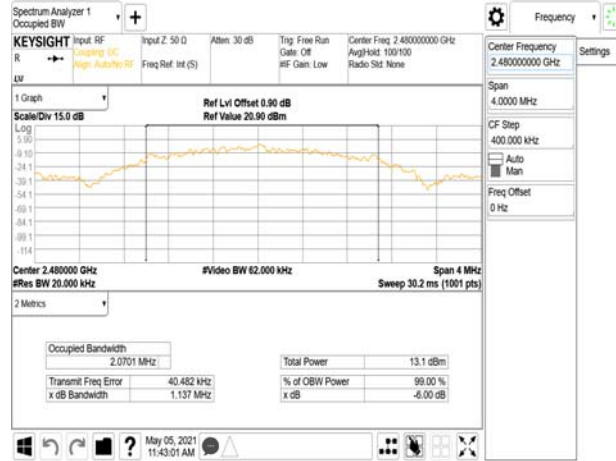 Spectrum Analyzer 1
Occupied BW
Frequency
KEYSIGHT
R
Input: RF
Coupling: DC
Align: Auto/No RF
Input Z: 50 Ω
Freq Ref: Int (S)
Atten: 30 dB
Trig: Free Run
Gate: Off
#IF Gain: Low
Center Freq: 2.480000000 GHz
Avg|Hold: 100/100
Radio Std: None
Center Frequency
2.480000000 GHz
Settings
Span
4.0000 MHz
CF Step
400.000 kHz
Auto
Man
Freq Offset
0 Hz
1 Graph
Scale/Div 15.0 dB
Ref Lvl Offset 0.90 dB
Ref Value 20.90 dBm
Log
5.90
-9.10
-24.1
-39.1
-54.1
-69.1
-84.1
-99.1
-114
Center 2.480000 GHz
#Res BW 20.000 kHz
#Video BW 62.000 kHz
Span 4 MHz
Sweep 30.2 ms (1001 pts)
2 Metrics
Occupied Bandwidth
2.0701 MHz
Total Power 13.1 dBm
Transmit Freq Error 40.482 kHz
% of OBW Power 99.00 %
x dB Bandwidth 1.137 MHz
x dB -6.00 dB
May 05, 2021
11:43:01 AM